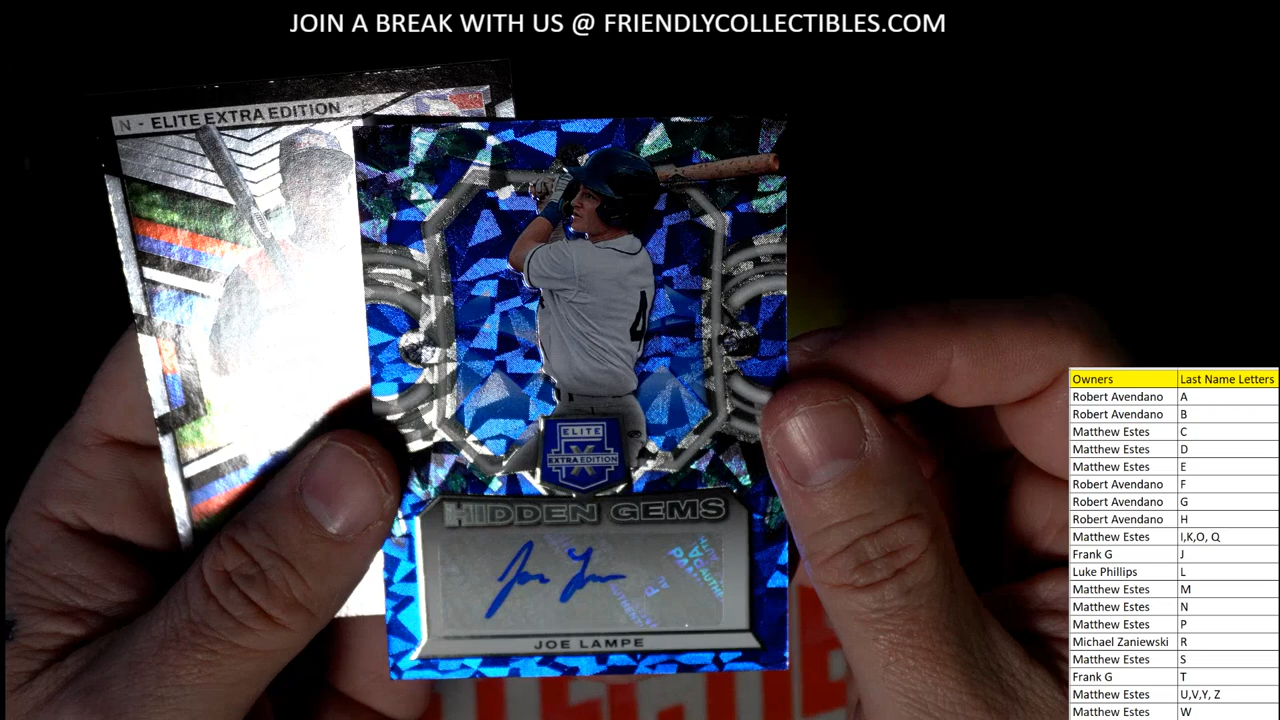 JOIN A BREAK WITH US @ FRIENDLYCOLLECTIBLES.COM
N - ELITE EXTRA EDITION - E
4
ELITE
X
EXTRA EDITION
HIDDEN GEMS
JOE LAMPE
Owners Last Name Letters
Robert Avendano A
Robert Avendano B
Matthew Estes C
Matthew Estes D
Matthew Estes E
Robert Avendano F
Robert Avendano G
Robert Avendano H
Matthew Estes I,K,O, Q
Frank G J
Luke Phillips L
Matthew Estes M
Matthew Estes N
Matthew Estes P
Michael Zaniewski R
Matthew Estes S
Frank G T
Matthew Estes U,V,Y, Z
Matthew Estes W